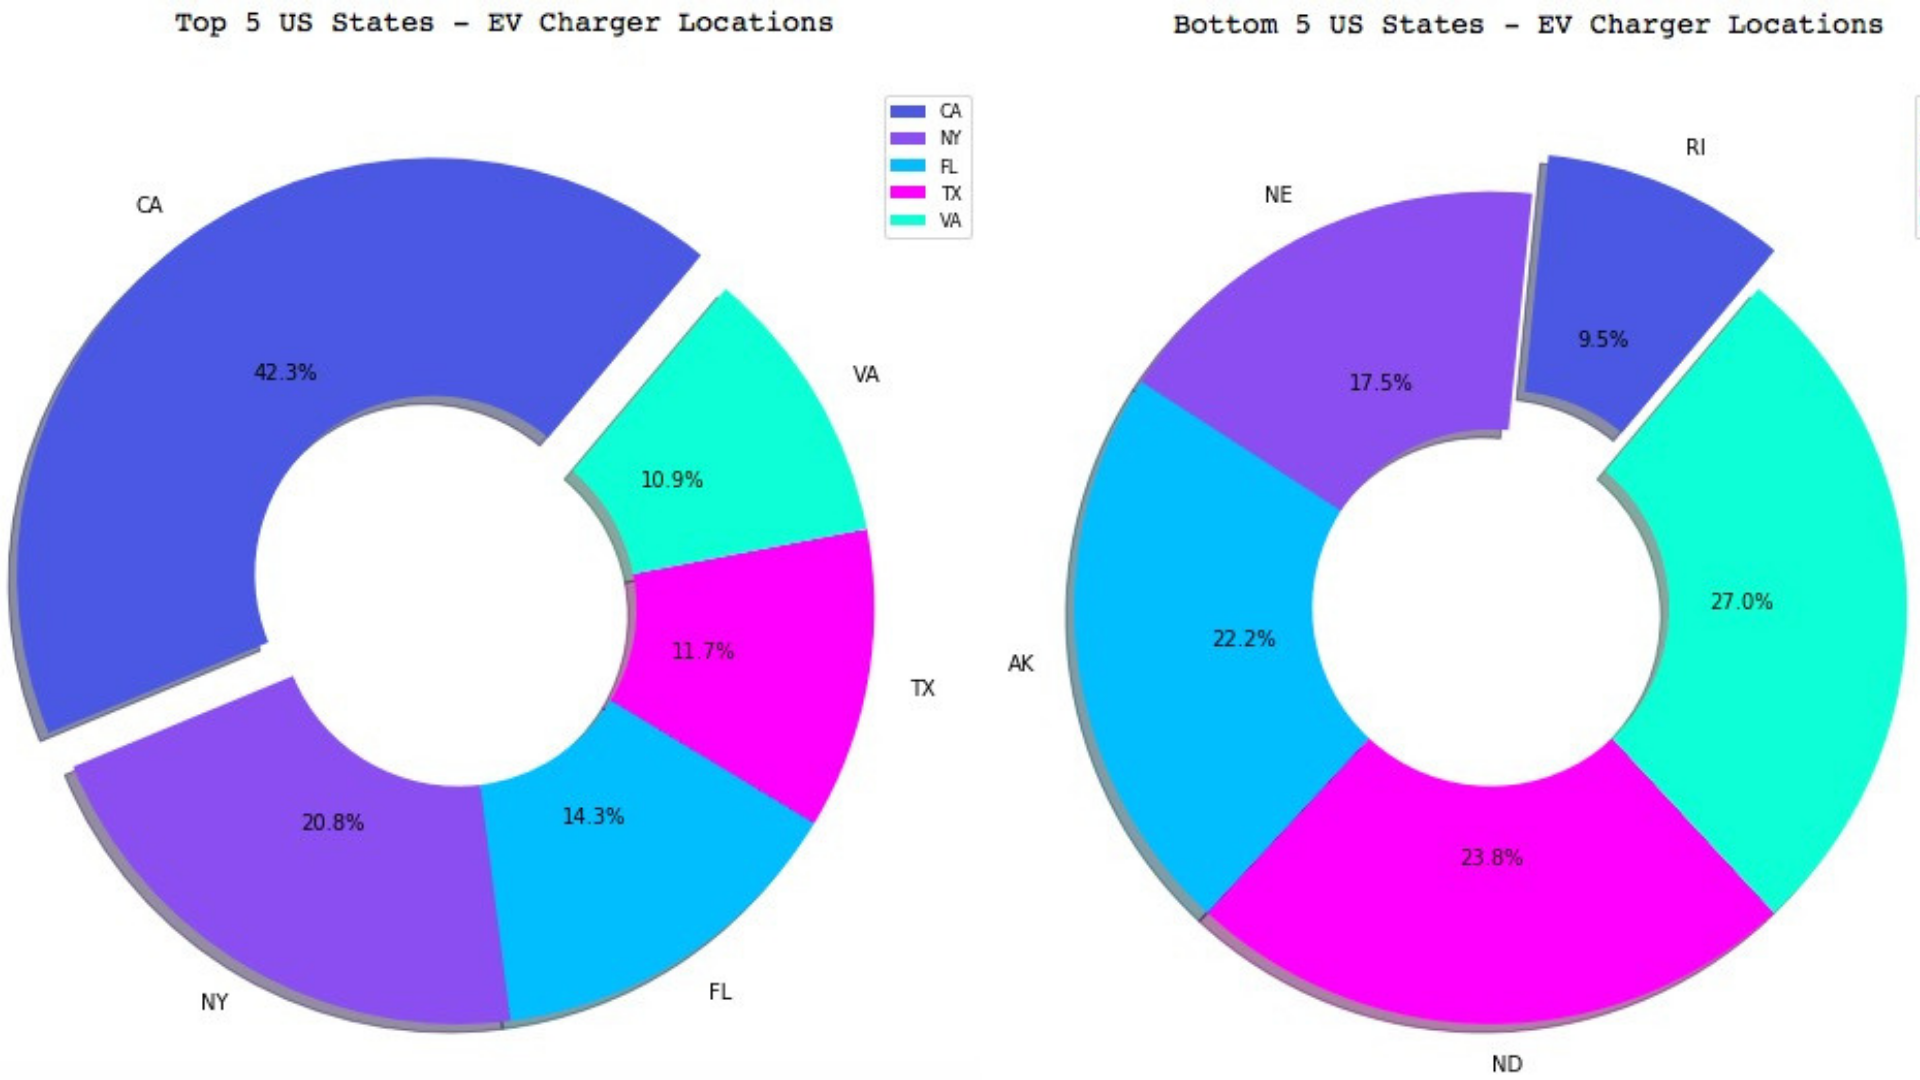 Top 5 US States - EV Charger Locations
CA
NY
FL
TX
VA
CA
42.3%
VA
10.9%
11.7%
TX
14.3%
20.8%
FL
NY
Bottom 5 US States - EV Charger Locations
RI
NE
9.5%
17.5%
27.0%
22.2%
AK
23.8%
ND